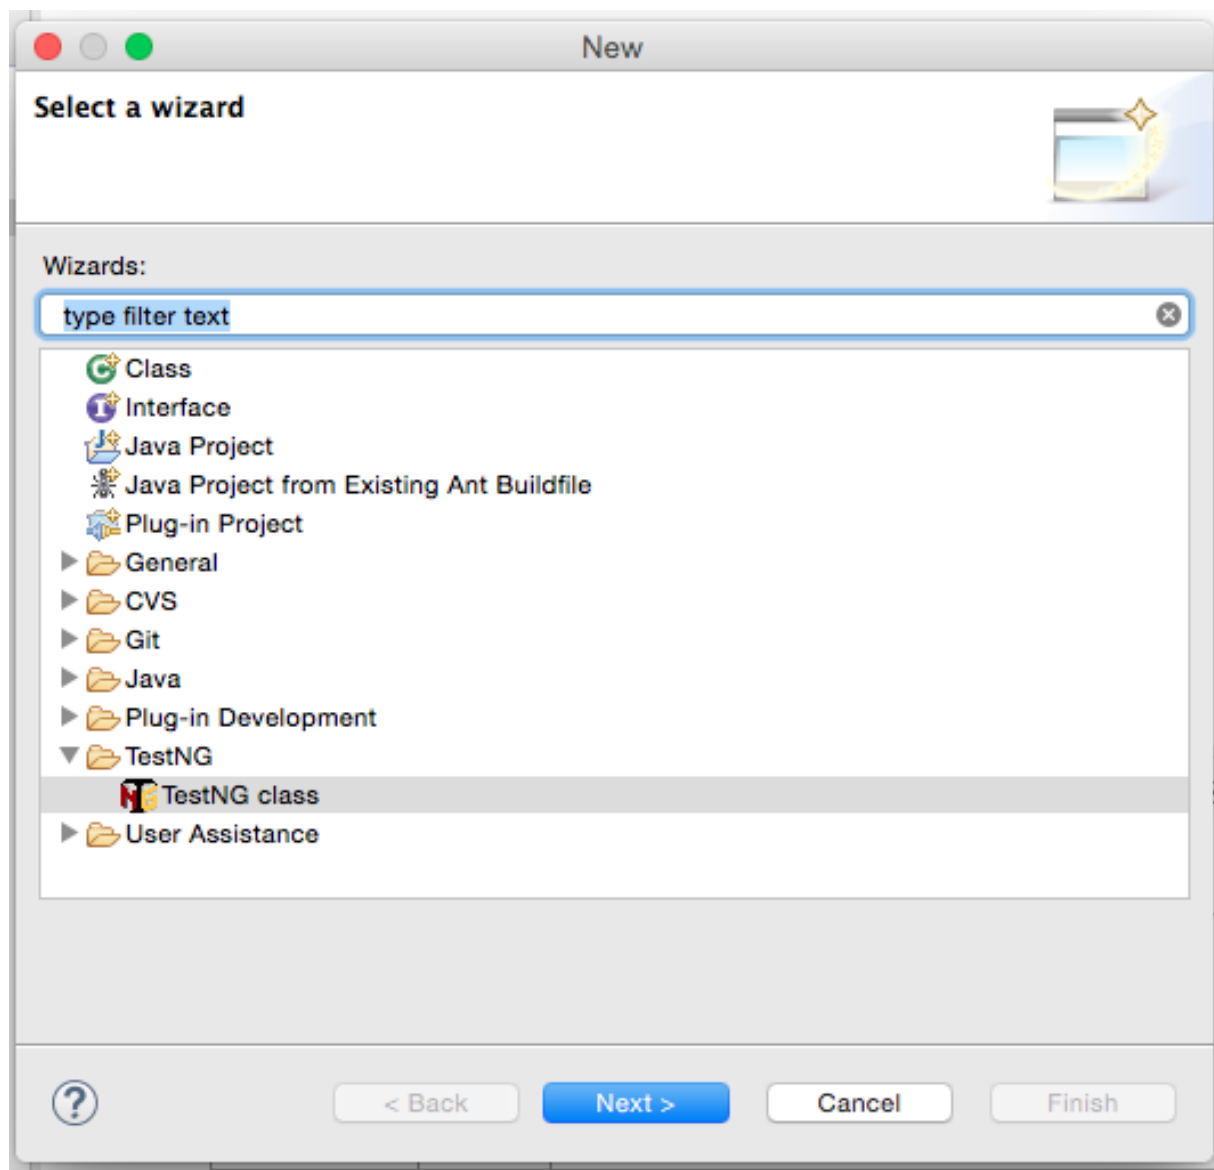 New
Select a wizard
Wizards:
type filter text
Class
Interface
Java Project
Java Project from Existing Ant Buildfile
Plug-in Project
General
CVS
Git
Java
Plug-in Development
TestNG
TestNG class
User Assistance
? < Back Next > Cancel Finish